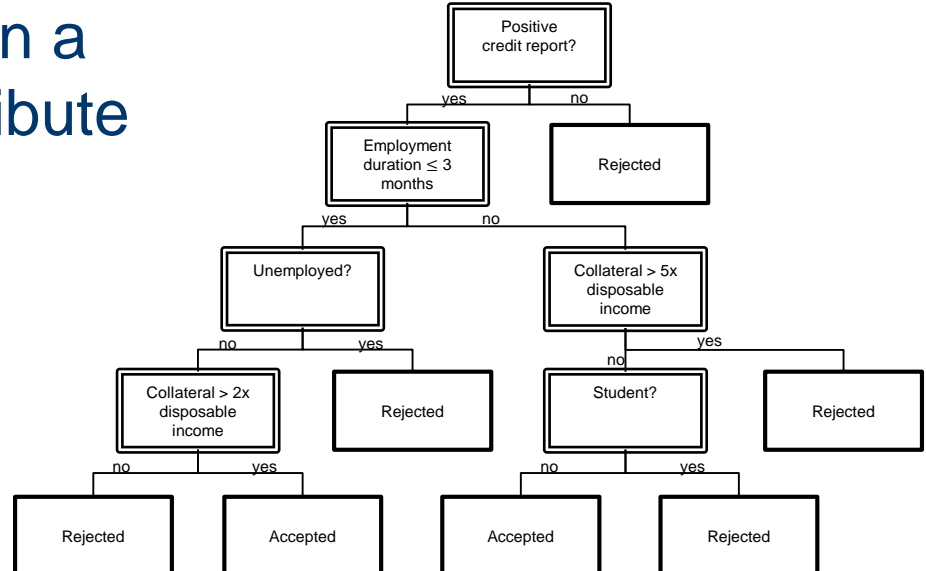 n a
ibute
Positive
credit report?
yes
no
Employment
duration ≤ 3
months
Rejected
yes
no
Unemployed?
Collateral > 5x
disposable
income
no
yes
no
yes
Collateral > 2x
disposable
income
Rejected
Student?
Rejected
no
yes
no
yes
Rejected
Accepted
Accepted
Rejected